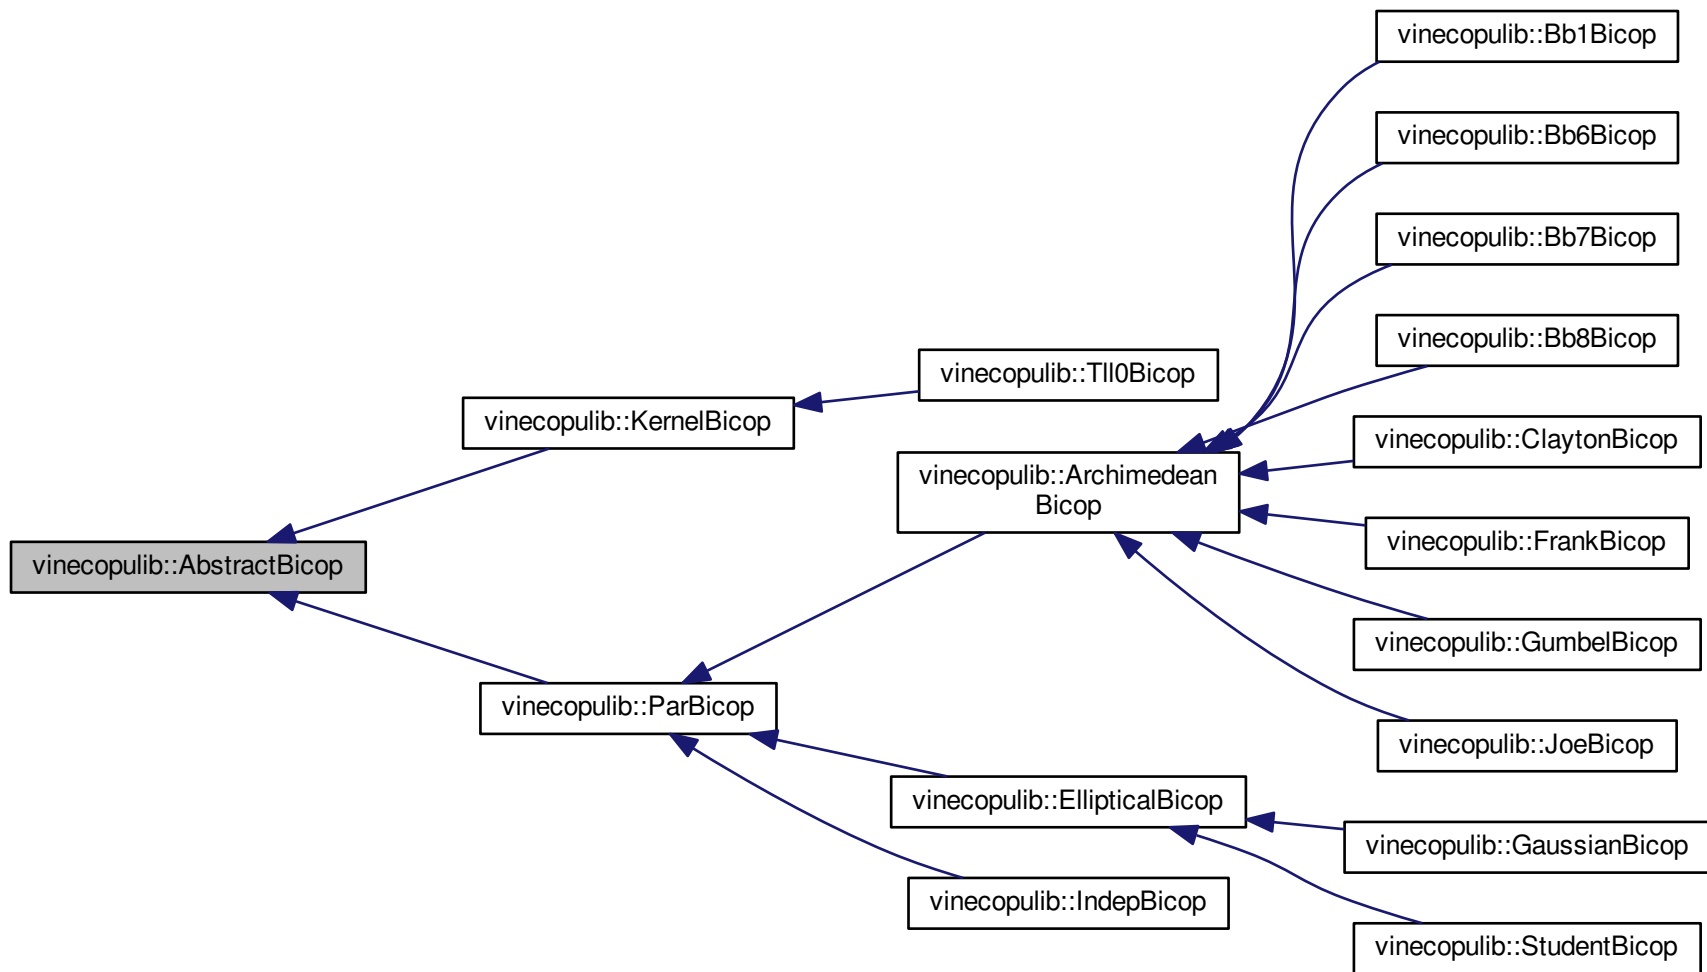 vinecopulib::Bb1Bicop
vinecopulib::Bb6Bicop
vinecopulib::Bb7Bicop
vinecopulib::Bb8Bicop
vinecopulib::Tll0Bicop
vinecopulib::KernelBicop
vinecopulib::ClaytonBicop
vinecopulib::Archimedean
Bicop
vinecopulib::FrankBicop
vinecopulib::AbstractBicop
vinecopulib::GumbelBicop
vinecopulib::ParBicop
vinecopulib::JoeBicop
vinecopulib::EllipticalBicop
vinecopulib::GaussianBicop
vinecopulib::IndepBicop
vinecopulib::StudentBicop